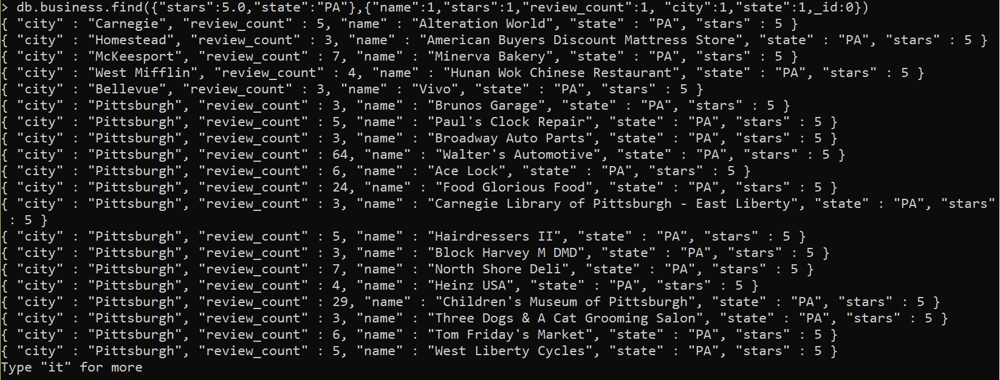 > db.business.find({"stars":5.0,"state":"PA"},{"name":1,"stars":1,"review_count":1, "city":1,"state":1,_id:0})
{ "city" : "Carnegie", "review_count" : 5, "name" : "Alteration World", "state" : "PA", "stars" : 5 }
{ "city" : "Homestead", "review_count" : 3, "name" : "American Buyers Discount Mattress Store", "state" : "PA", "stars" : 5 }
{ "city" : "McKeesport", "review_count" : 7, "name" : "Minerva Bakery", "state" : "PA", "stars" : 5 }
{ "city" : "West Mifflin", "review_count" : 4, "name" : "Hunan Wok Chinese Restaurant", "state" : "PA", "stars" : 5 }
{ "city" : "Bellevue", "review_count" : 3, "name" : "Vivo", "state" : "PA", "stars" : 5 }
{ "city" : "Pittsburgh", "review_count" : 3, "name" : "Brunos Garage", "state" : "PA", "stars" : 5 }
{ "city" : "Pittsburgh", "review_count" : 5, "name" : "Paul's Clock Repair", "state" : "PA", "stars" : 5 }
{ "city" : "Pittsburgh", "review_count" : 3, "name" : "Broadway Auto Parts", "state" : "PA", "stars" : 5 }
{ "city" : "Pittsburgh", "review_count" : 64, "name" : "Walter's Automotive", "state" : "PA", "stars" : 5 }
{ "city" : "Pittsburgh", "review_count" : 6, "name" : "Ace Lock", "state" : "PA", "stars" : 5 }
{ "city" : "Pittsburgh", "review_count" : 24, "name" : "Food Glorious Food", "state" : "PA", "stars" : 5 }
{ "city" : "Pittsburgh", "review_count" : 3, "name" : "Carnegie Library of Pittsburgh - East Liberty", "state" : "PA", "stars"
 : 5 }
{ "city" : "Pittsburgh", "review_count" : 5, "name" : "Hairdressers II", "state" : "PA", "stars" : 5 }
{ "city" : "Pittsburgh", "review_count" : 3, "name" : "Block Harvey M DMD", "state" : "PA", "stars" : 5 }
{ "city" : "Pittsburgh", "review_count" : 7, "name" : "North Shore Deli", "state" : "PA", "stars" : 5 }
{ "city" : "Pittsburgh", "review_count" : 4, "name" : "Heinz USA", "state" : "PA", "stars" : 5 }
{ "city" : "Pittsburgh", "review_count" : 29, "name" : "Children's Museum of Pittsburgh", "state" : "PA", "stars" : 5 }
{ "city" : "Pittsburgh", "review_count" : 3, "name" : "Three Dogs & A Cat Grooming Salon", "state" : "PA", "stars" : 5 }
{ "city" : "Pittsburgh", "review_count" : 6, "name" : "Tom Friday's Market", "state" : "PA", "stars" : 5 }
{ "city" : "Pittsburgh", "review_count" : 5, "name" : "West Liberty Cycles", "state" : "PA", "stars" : 5 }
Type "it" for more